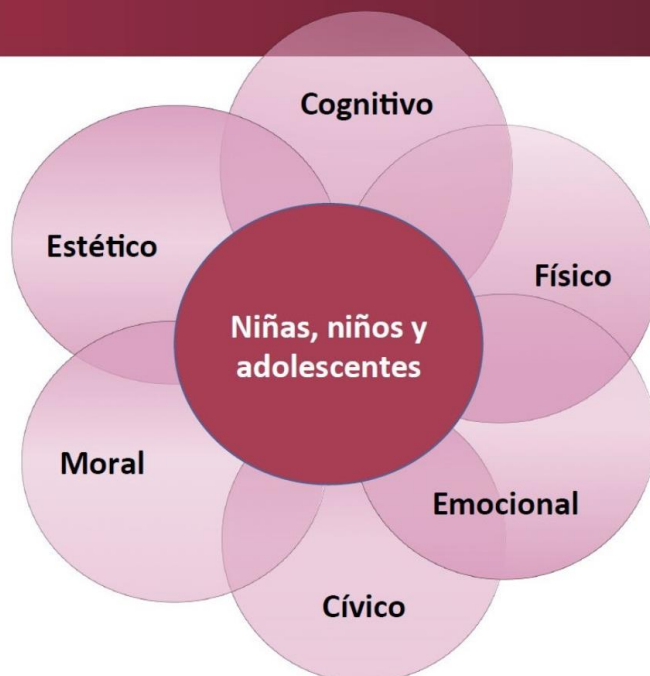 Cognitivo
Estético
Físico
Niñas, niños y
adolescentes
Moral
Emocional
Cívico